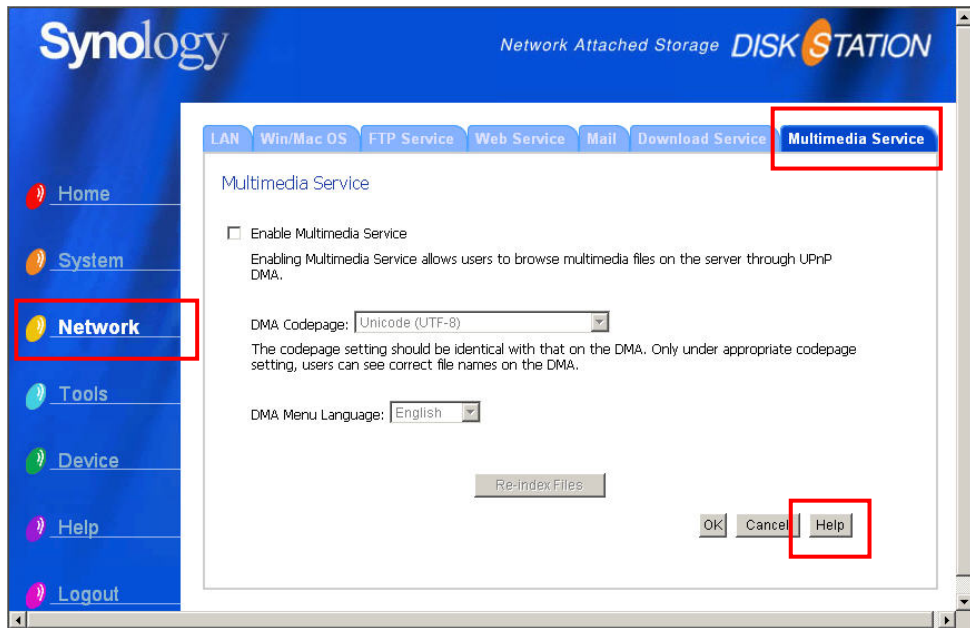 Synology
Network Attached Storage DISK STATION
LAN Win/Mac OS FTP Service Web Service Mail Download Service Multimedia Service
Home
System
Network
Tools
Device
Help
Logout
Multimedia Service
Enable Multimedia Service
Enabling Multimedia Service allows users to browse multimedia files on the server through UPnP
DMA.
DMA Codepage: Unicode (UTF-8)
The codepage setting should be identical with that on the DMA. Only under appropriate codepage
setting, users can see correct file names on the DMA.
DMA Menu Language: English
Re-index Files
OK Cancel Help